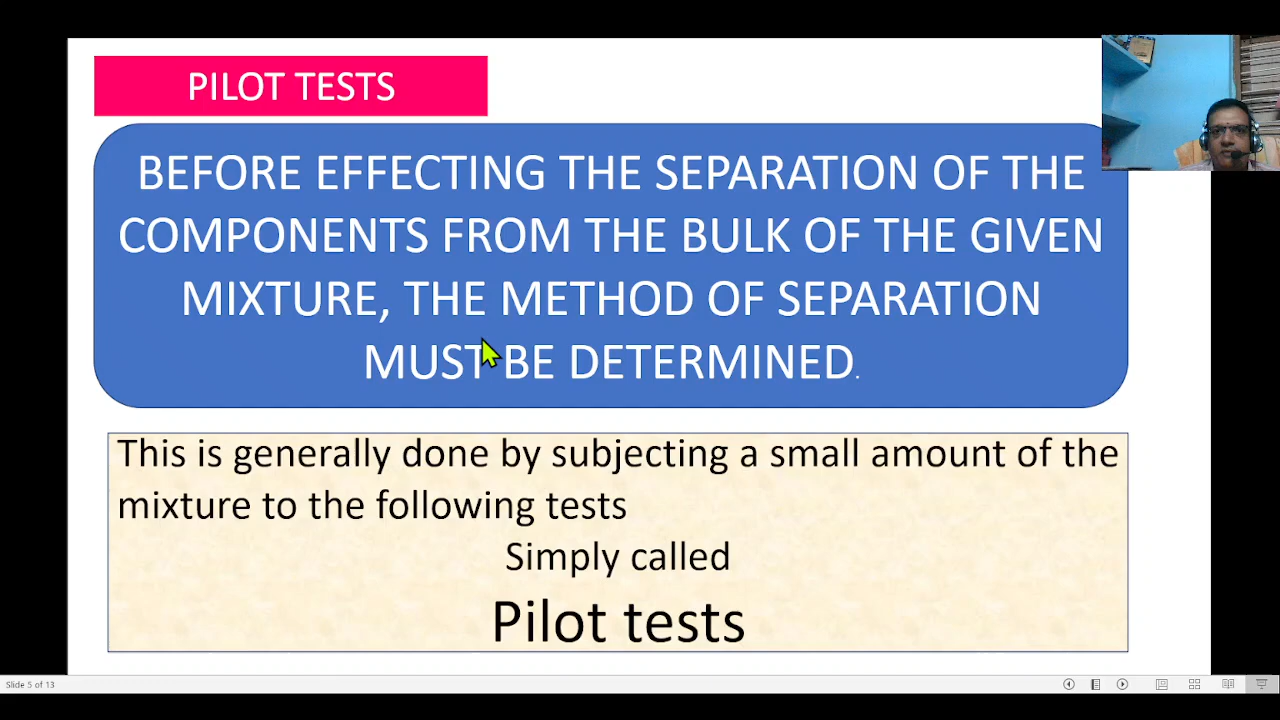 PILOT TESTS
BEFORE EFFECTING THE SEPARATION OF THE
COMPONENTS FROM THE BULK OF THE GIVEN
MIXTURE, THE METHOD OF SEPARATION
MUST BE DETERMINED.
This is generally done by subjecting a small amount of the
mixture to the following tests
Simply called
Pilot tests
Slide 5 of 13